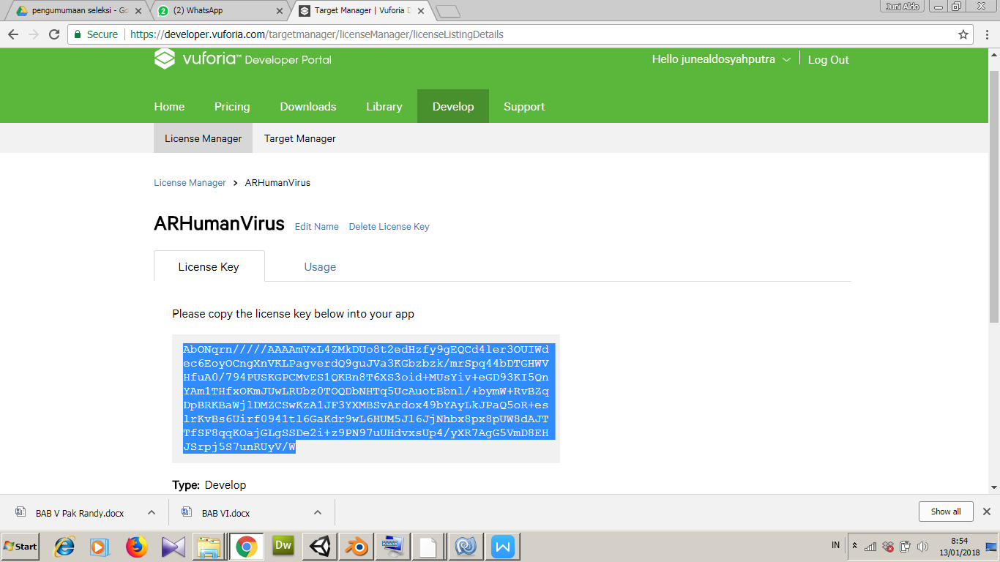 pengumumaan seleksi - Go
(2) WhatsApp
Target Manager | Vuforia D
Juni Aldo
Secure
https://developer.vuforia.com/targetmanager/licenseManager/licenseListingDetails
vuforia™ Developer Portal
Hello junealdosyahputra
Log Out
Home
Pricing
Downloads
Library
Develop
Support
License Manager
Target Manager
License Manager > ARHumanVirus
ARHumanVirus
Edit Name
Delete License Key
License Key
Usage
Please copy the license key below into your app
AbONqrn/////AAAAmVxL4ZMkDUo8t2edHzfy9gEQCd4ler3OUIWd
ec6EoyOCngXnVKLPagverdQ9guJVa3KGbzbzk/mrSpq44bDTGHWV
HfuA0/794PUSKGPCMvES1QKBn8T6XS3oid+MUsYiv+eGD93KI5Qn
YAm1THfxOKmJUwLRUbz0TOQDbNHTq5UcAuotBbnl/+bymW+RvBZq
DpBRKBaWjlDMZCSwKzA1JF3YXMBSvArdox49bYAyLkJPaQ5oR+es
lrKvBs6Uirf0941tl6GaKdr9wL6HUM5Jl6JjNhbx8px8pUW8dAJT
TfSF8qqKOajGLgSSDe2i+z9PN97uUHdvxsUp4/yXR7AgG5VmD8EH
JSrpj5S7unRUyV/W
Type: Develop
BAB V Pak Randy.docx
BAB VI.docx
Show all
Start
Dw
IN
8:54
13/01/2018